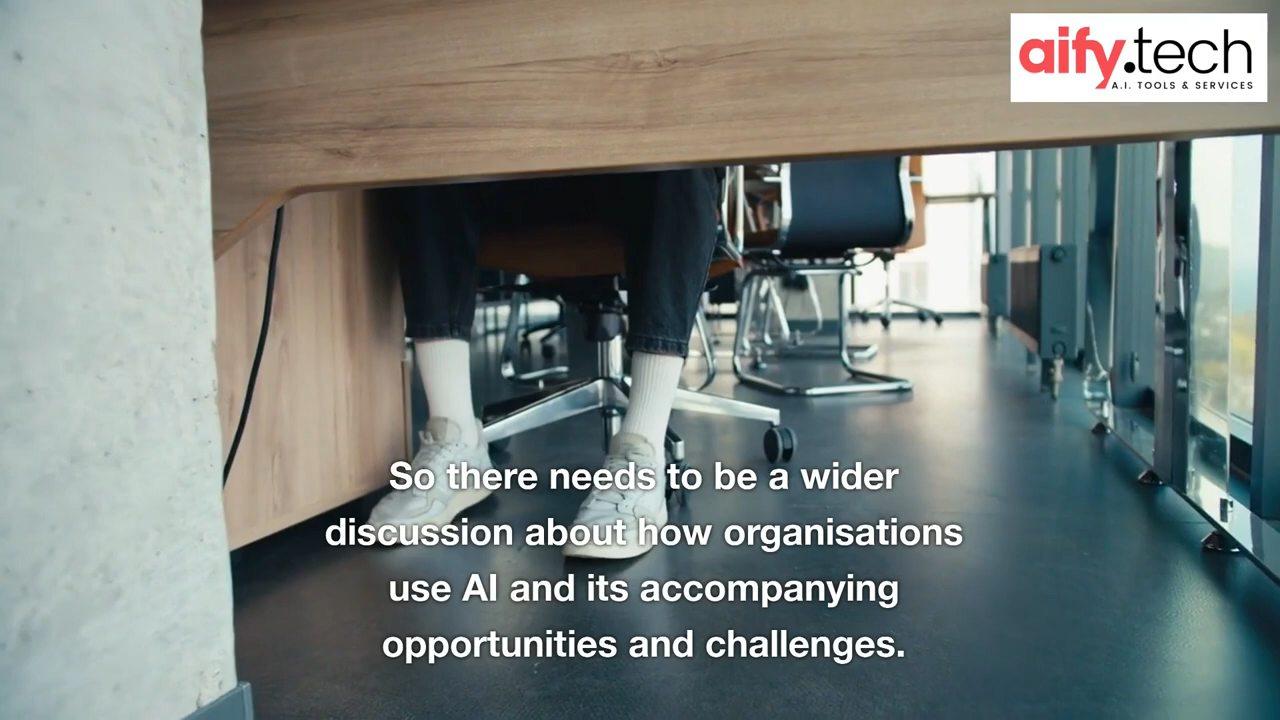 aify.tech
A.I. TOOLS & SERVICES
So there needs to be a wider
discussion about how organisations
use AI and its accompanying
opportunities and challenges.